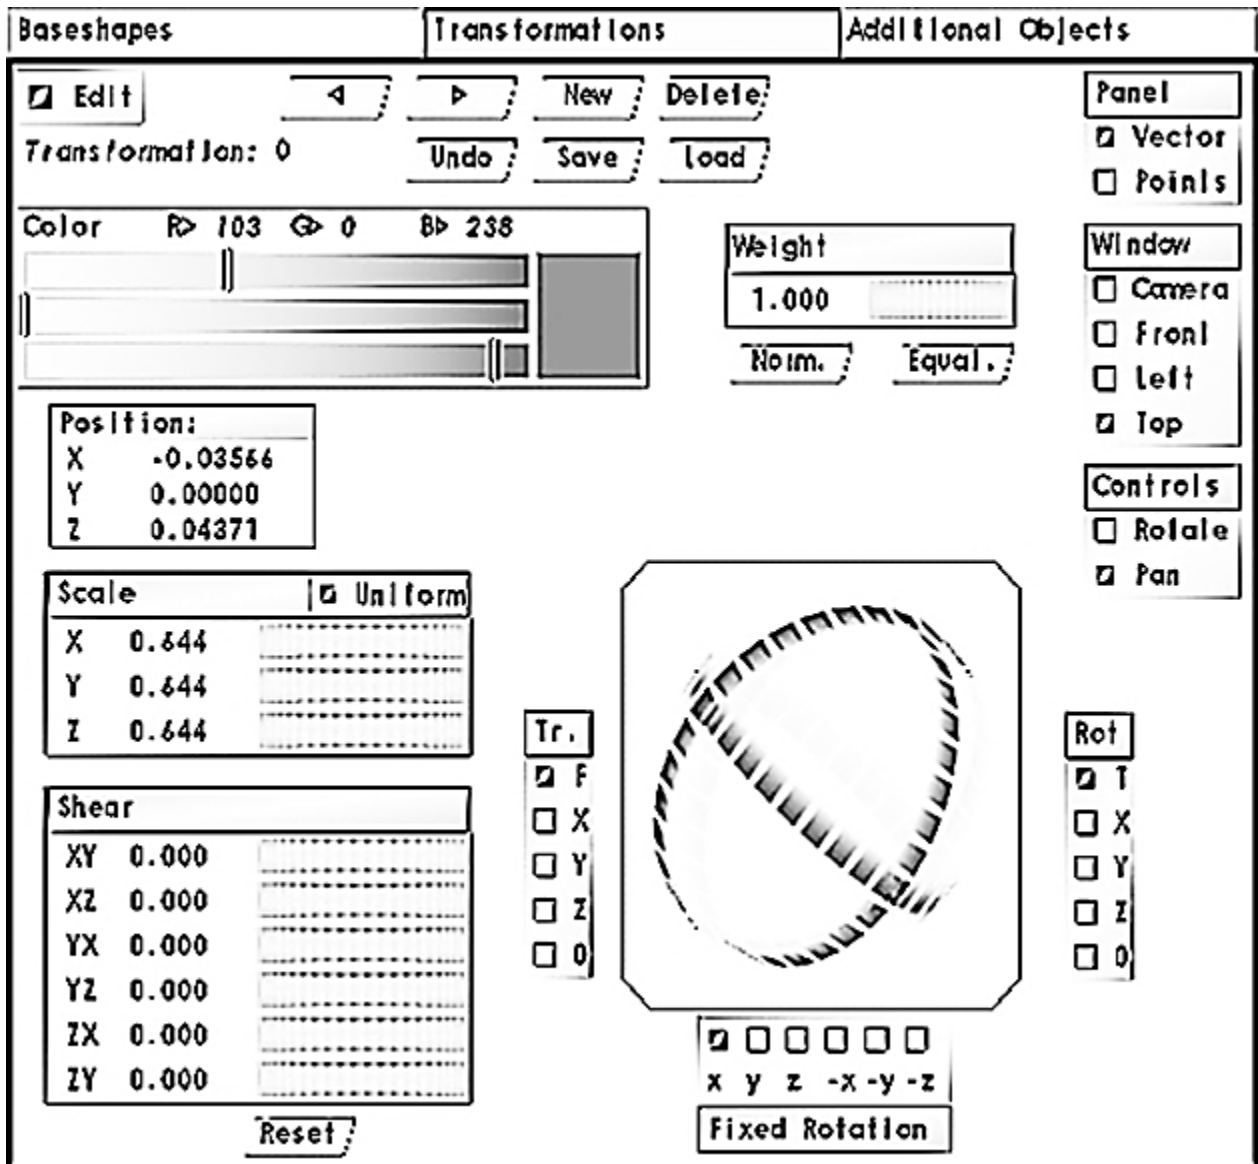 Baseshapes Transformations Additional Objects
Edit New Delete
Transformation: 0 Undo Save Load
Panel
Vector
Points
Color R> 103 G> 0 B> 238
Weight
1.000
Norm. Equal.
Window
Camera
Front
Left
Top
Position:
X -0.03566
Y 0.00000
Z 0.04371
Controls
Rotate
Pan
Scale Uniform
X 0.644
Y 0.644
Z 0.644
Tr.
F
X
Y
Z
O
Rot
T
X
Y
Z
O
Shear
XY 0.000
XZ 0.000
YX 0.000
YZ 0.000
ZX 0.000
ZY 0.000
Reset
x y z -x -y -z
Fixed Rotation